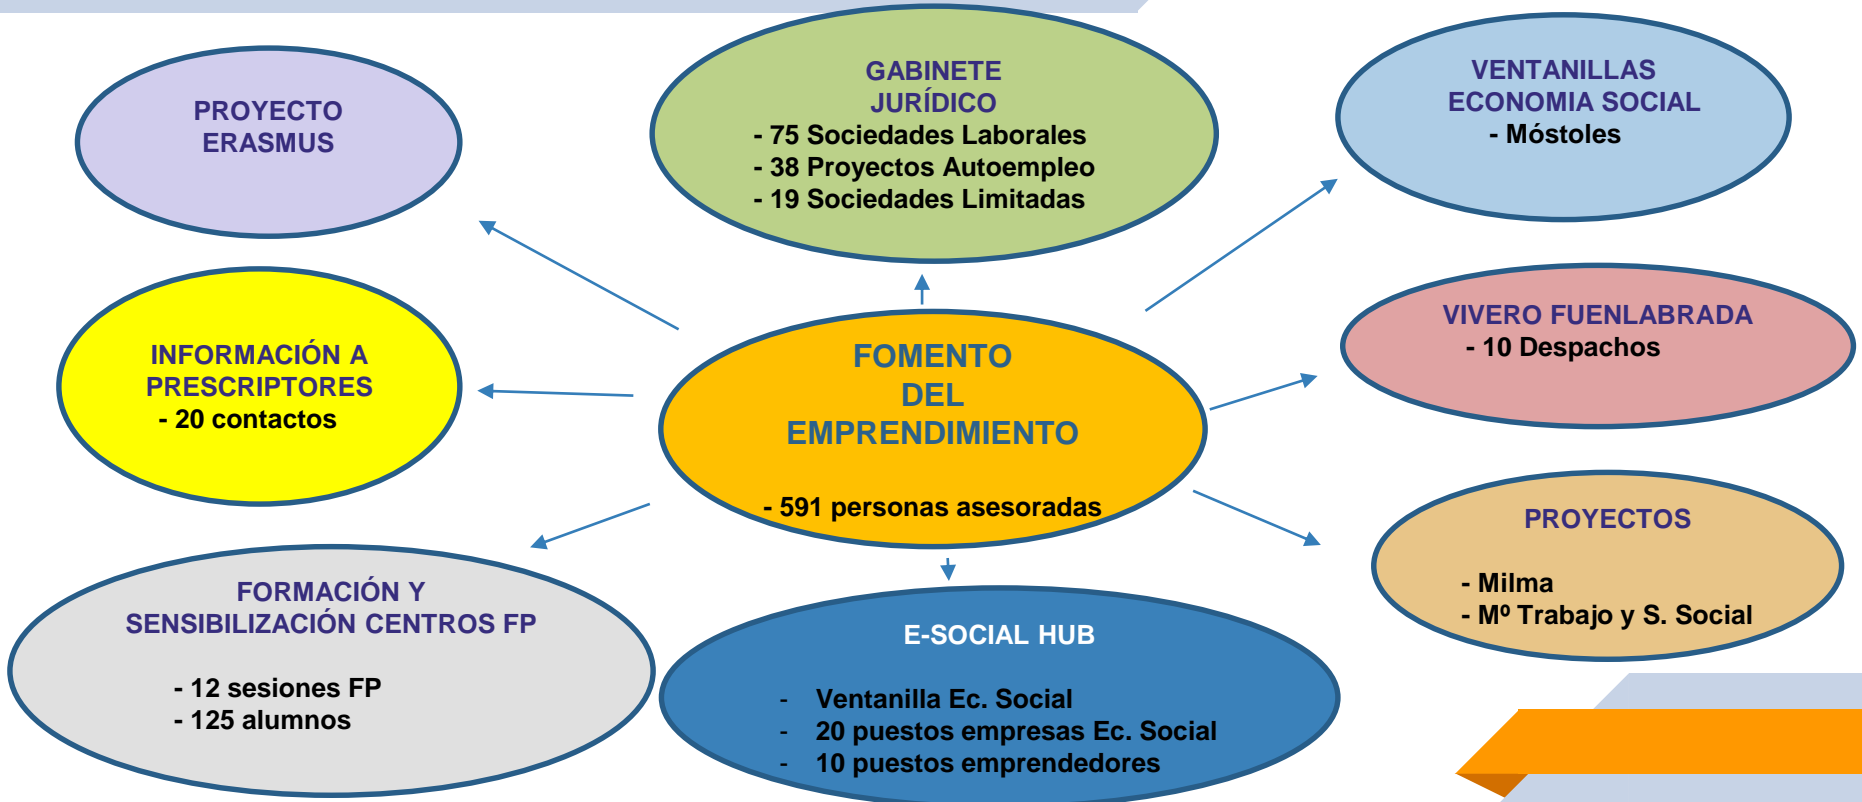 PROYECTO
ERASMUS
GABINETE
JURÍDICO
- 75 Sociedades Laborales
- 38 Proyectos Autoempleo
- 19 Sociedades Limitadas
VENTANILLAS
ECONOMIA SOCIAL
- Móstoles
INFORMACIÓN A
PRESCRIPTORES
- 20 contactos
FOMENTO
DEL
EMPRENDIMIENTO
- 591 personas asesoradas
VIVERO FUENLABRADA
- 10 Despachos
FORMACIÓN Y
SENSIBILIZACIÓN CENTROS FP
- 12 sesiones FP
- 125 alumnos
E-SOCIAL HUB
- Ventanilla Ec. Social
- 20 puestos empresas Ec. Social
- 10 puestos emprendedores
PROYECTOS
- Milma
- Mº Trabajo y S. Social